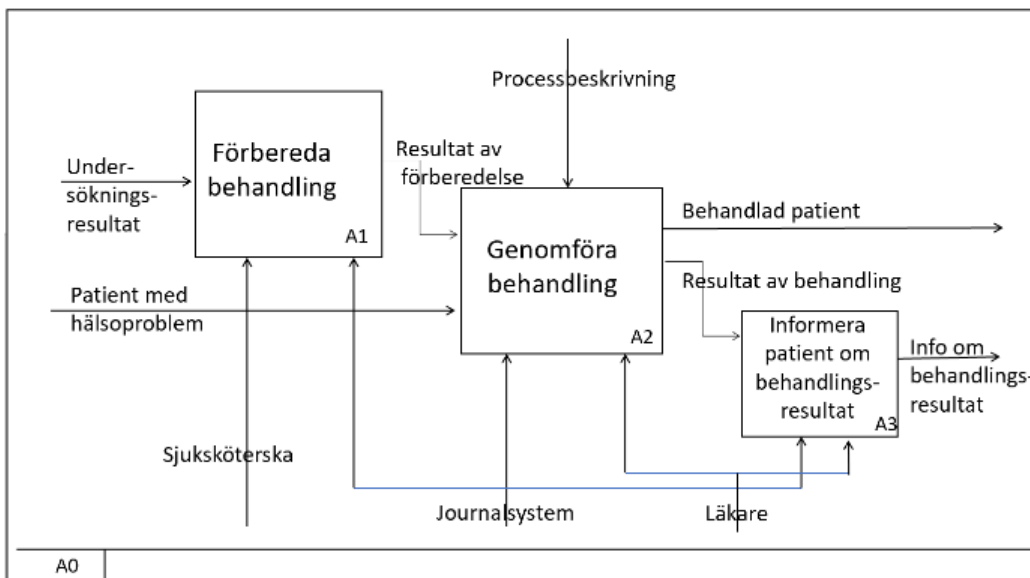 Processbeskrivning
Förbereda
behandling
A1
Under-
söknings-
resultat
Resultat av
förberedelse
Genomföra
behandling
A2
Behandlad patient
Resultat av behandling
Patient med
hälsoproblem
Informera
patient om
behandlings-
resultat
A3
Info om
behandlings-
resultat
Sjuksköterska
Journalsystem
Läkare
A0